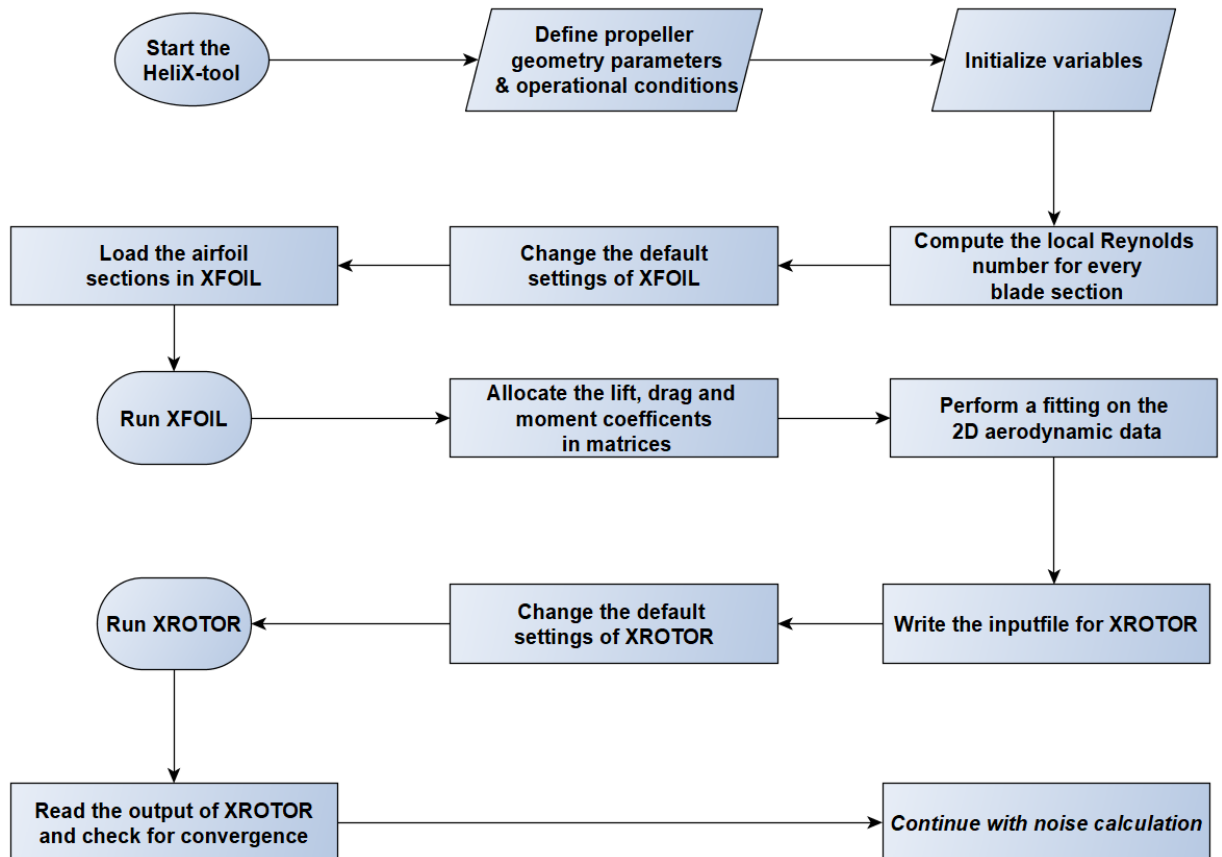 Start the
HeliX-tool
Define propeller
geometry parameters
& operational conditions
Initialize variables
Load the airfoil
sections in XFOIL
Change the default
settings of XFOIL
Compute the local Reynolds
number for every
blade section
Run XFOIL
Allocate the lift, drag and
moment coefficents
in matrices
Perform a fitting on the
2D aerodynamic data
Run XROTOR
Change the default
settings of XROTOR
Write the inputfile for XROTOR
Read the output of XROTOR
and check for convergence
Continue with noise calculation